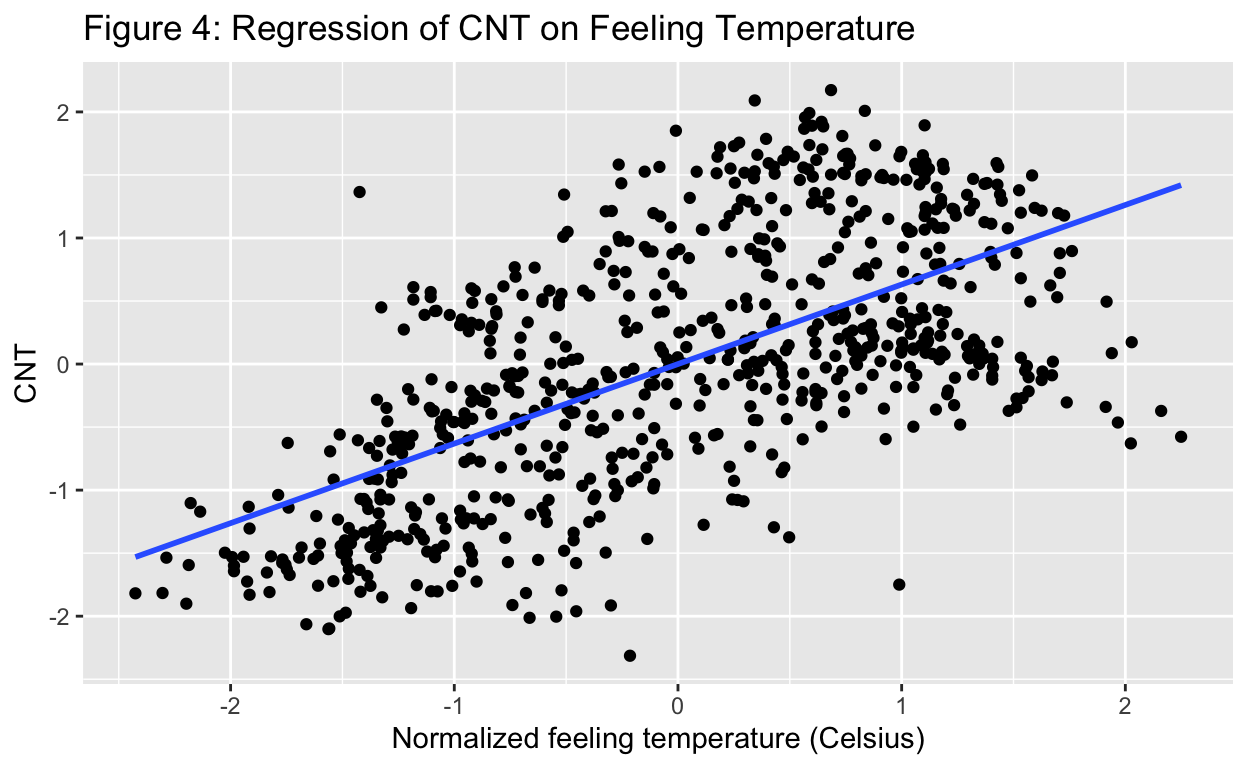 Figure 4: Regression of CNT on Feeling Temperature
2
1
0
-1
-2
CNT
-2 -1 0 1 2
Normalized feeling temperature (Celsius)